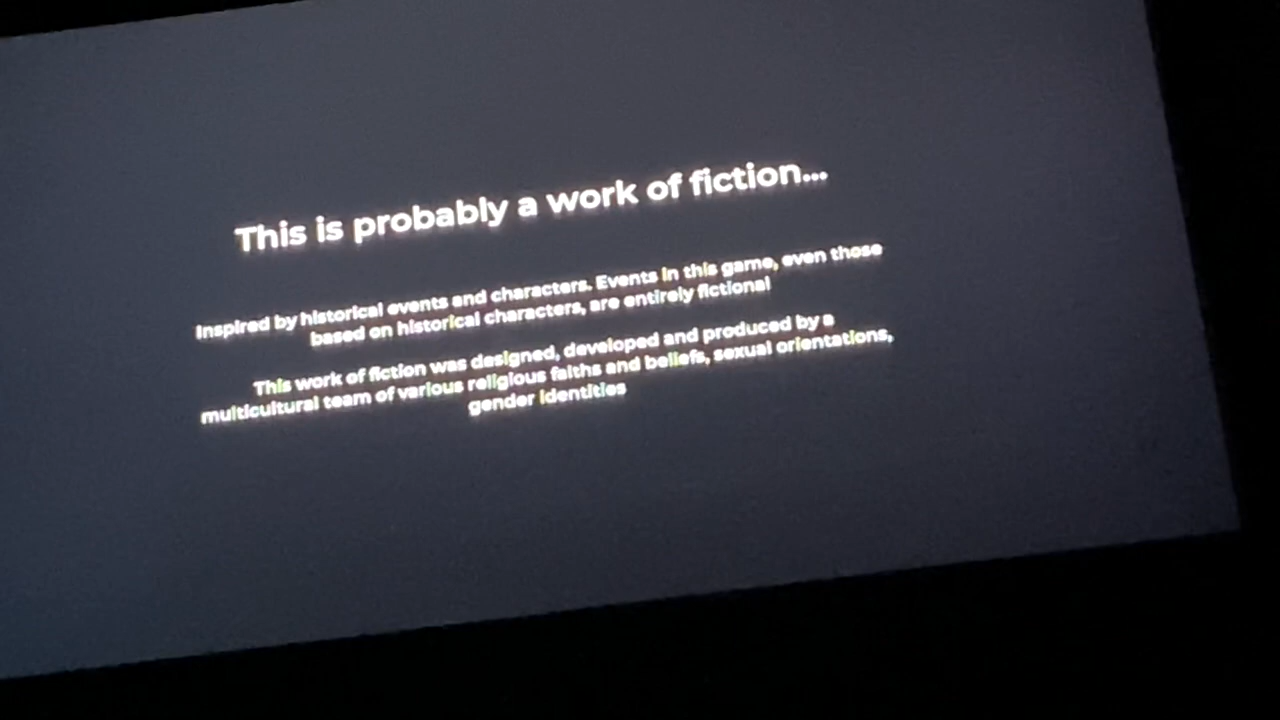 This is probably a work of fiction...
Inspired by historical events and characters. Events in this game, even those
based on historical characters, are entirely fictional
This work of fiction was designed, developed and produced by a
multicultural team of various religious faiths and beliefs, sexual orientations,
gender identities